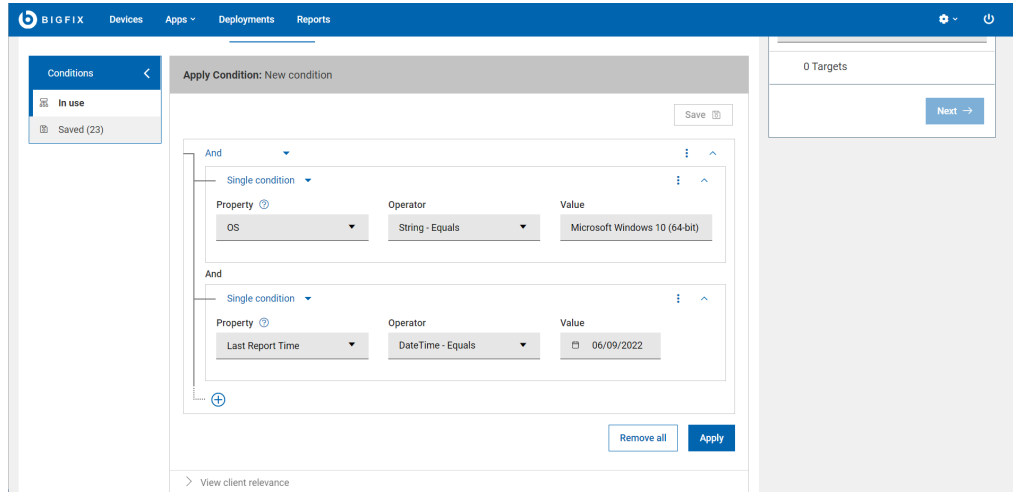 BIGFIX Devices Apps Deployments Reports
Conditions
In use
Saved (23)
Apply Condition: New condition
Save
And
Single condition
Property Operator Value
OS String - Equals Microsoft Windows 10 (64-bit)
And
Single condition
Property Operator Value
Last Report Time DateTime - Equals 06/09/2022
Remove all Apply
View client relevance
0 Targets
Next